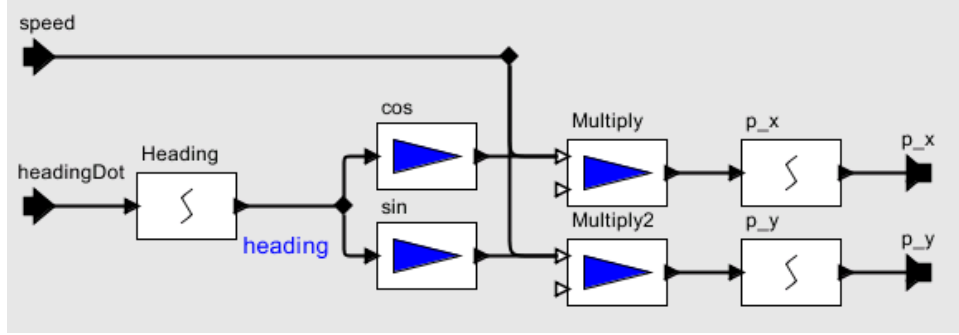 speed
cos
Multiply
p_x
p_x
headingDot
Heading
heading
sin
Multiply2
p_y
p_y